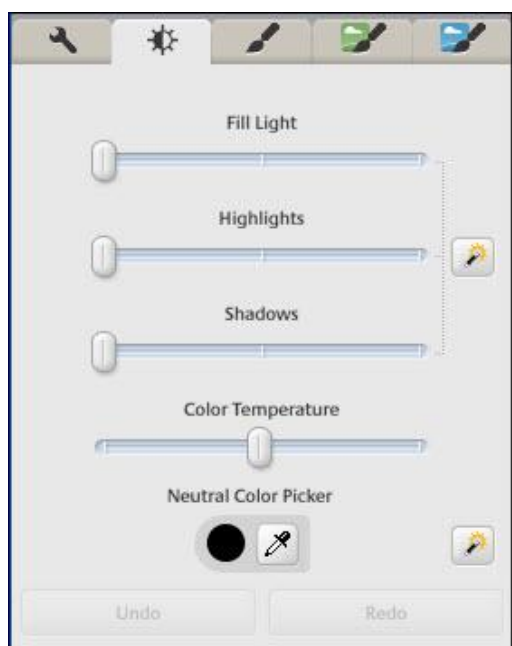 Fill Light
Highlights
Shadows
Color Temperature
Neutral Color Picker
Undo
Redo